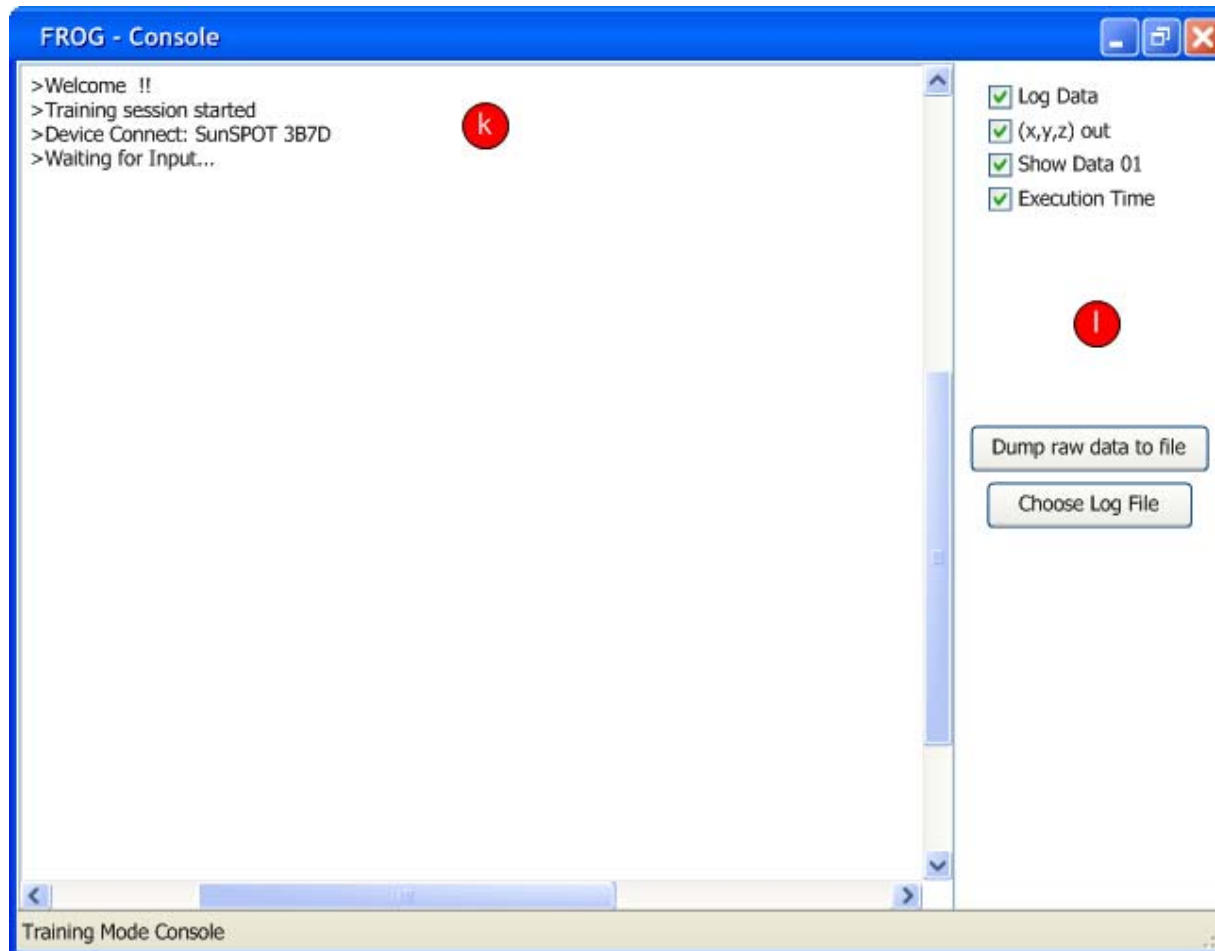 FROG - Console
>Welcome !!
>Training session started
>Device Connect: SunSPOT 3B7D
>Waiting for Input...
k
Log Data
(x,y,z) out
Show Data 01
Execution Time
l
Dump raw data to file
Choose Log File
Training Mode Console